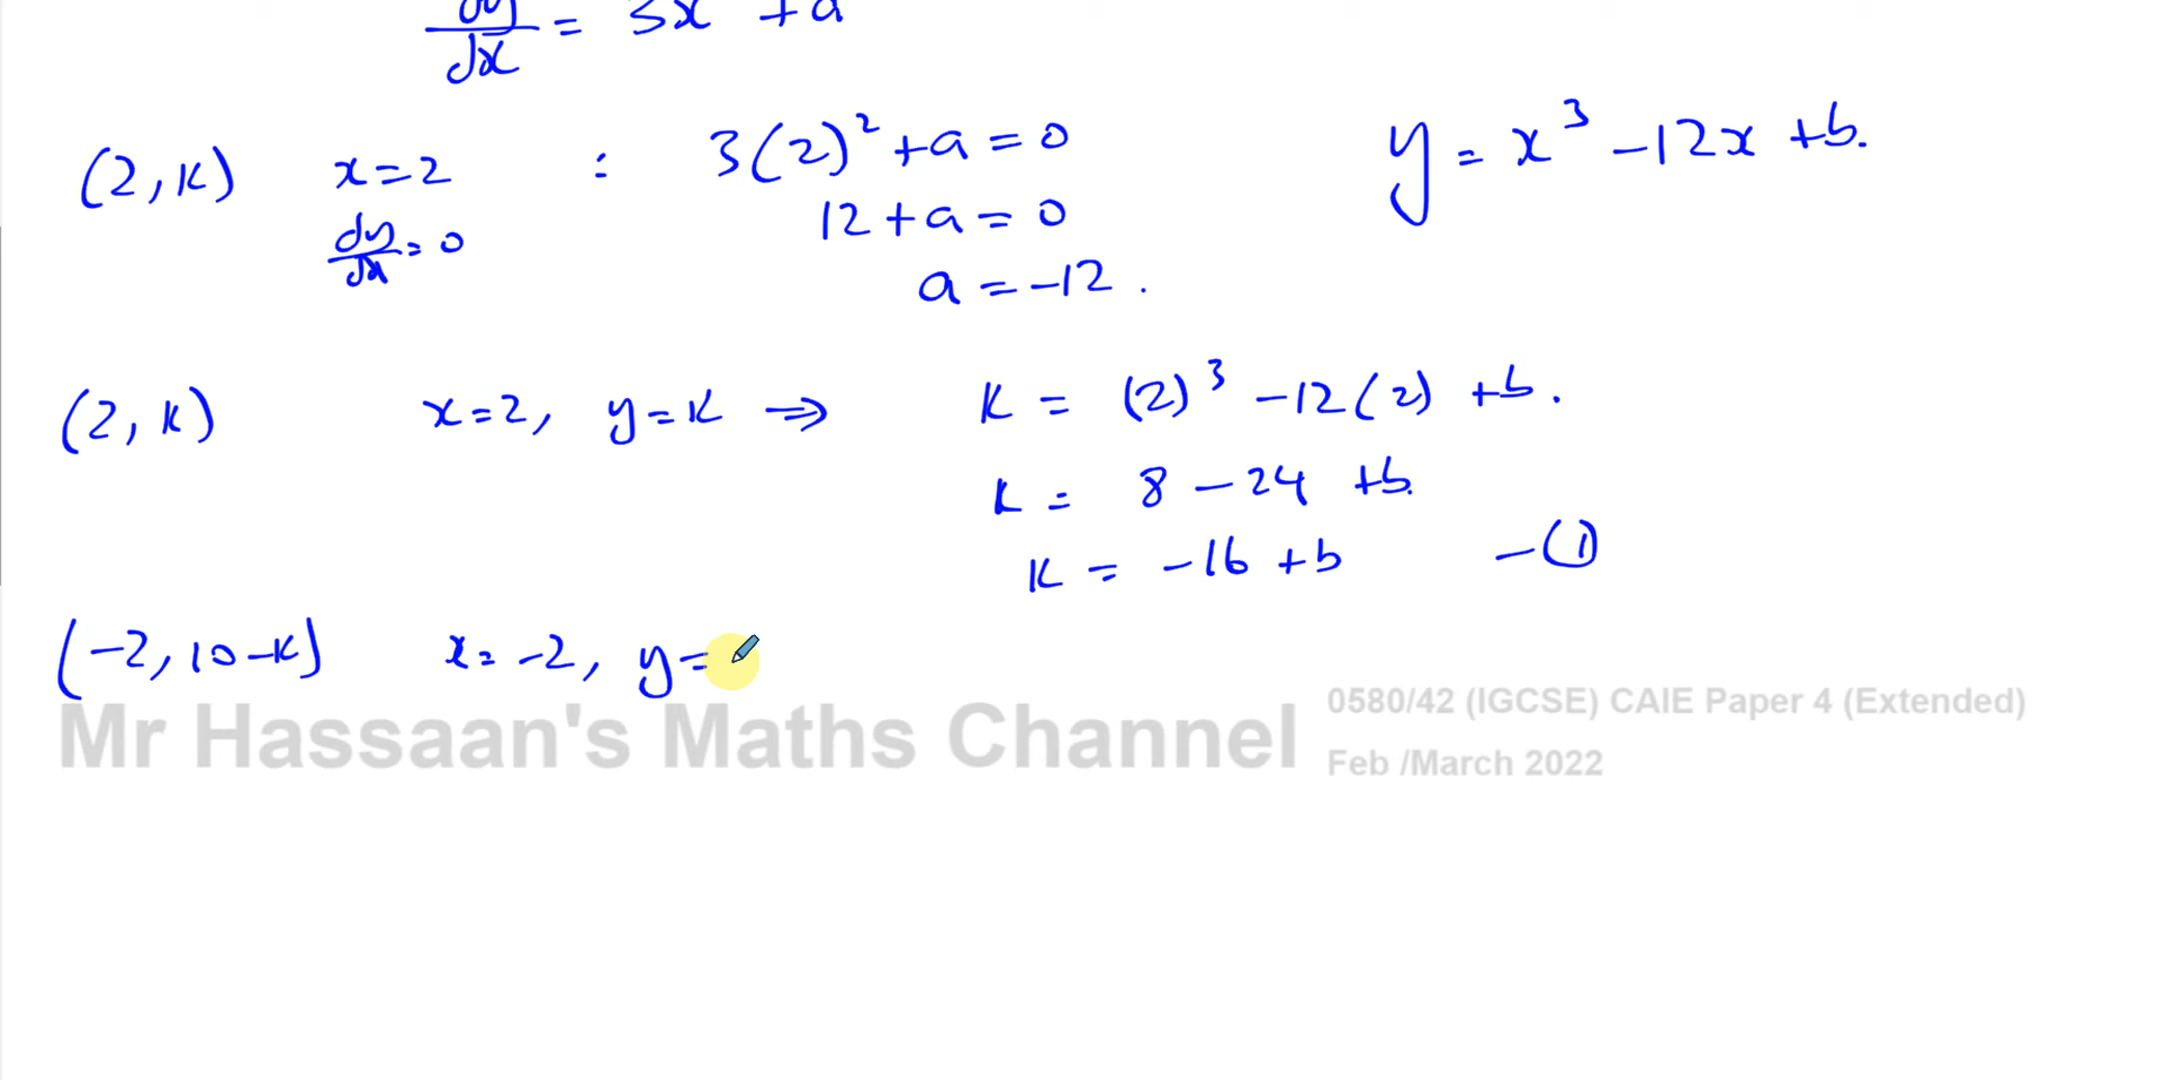 dy/dx = 3x +a
(2, k) x=2 : 3(2)² +a = 0 y = x³ -12x +b.
dy/dx = 0 12 +a = 0
a = -12.
(2, k) x=2, y=k ⇒ k = (2)³ -12(2) +b.
k = 8 -24 +b.
k = -16 +b -①
(-2, 10-k) x= -2, y=
Mr Hassaan's Maths Channel
0580/42 (IGCSE) CAIE Paper 4 (Extended)
Feb /March 2022